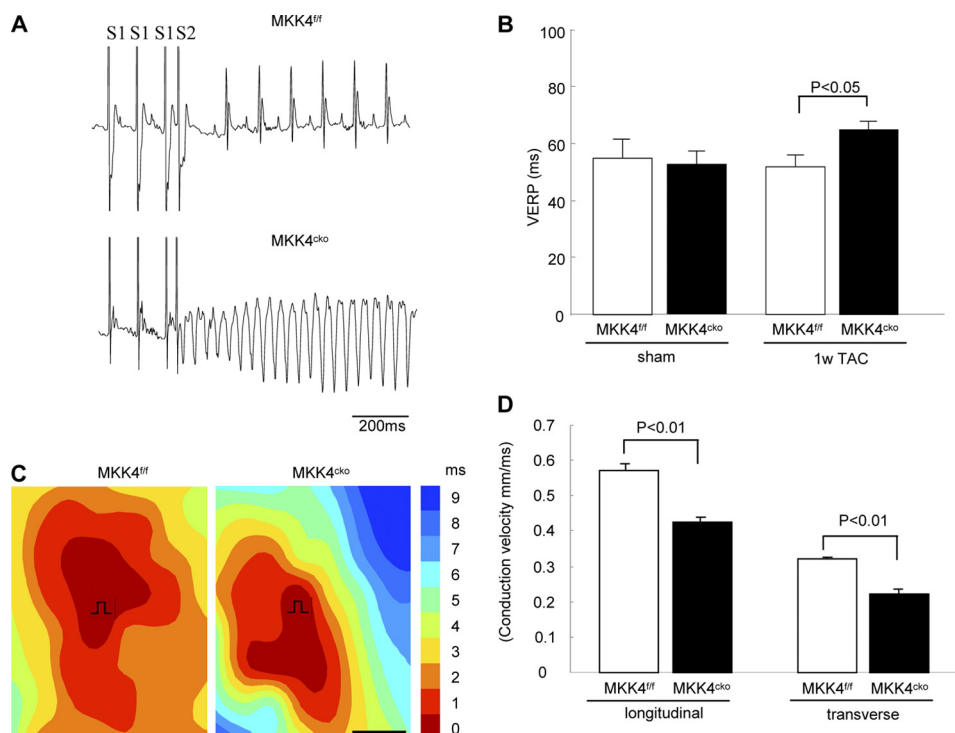 A
MKK4f/f
S1 S1 S1 S2
MKK4cko
200ms
B
100
80
60
40
20
0
VERP (ms)
P<0.05
MKK4f/f MKK4cko MKK4f/f MKK4cko
sham 1w TAC
C
MKK4f/f MKK4cko ms
9
8
7
6
5
4
3
2
1
0
D
0.7
0.6
0.5
0.4
0.3
0.2
0.1
0
(Conduction velocity mm/ms)
P<0.01
P<0.01
MKK4f/f MKK4cko MKK4f/f MKK4cko
longitudinal transverse